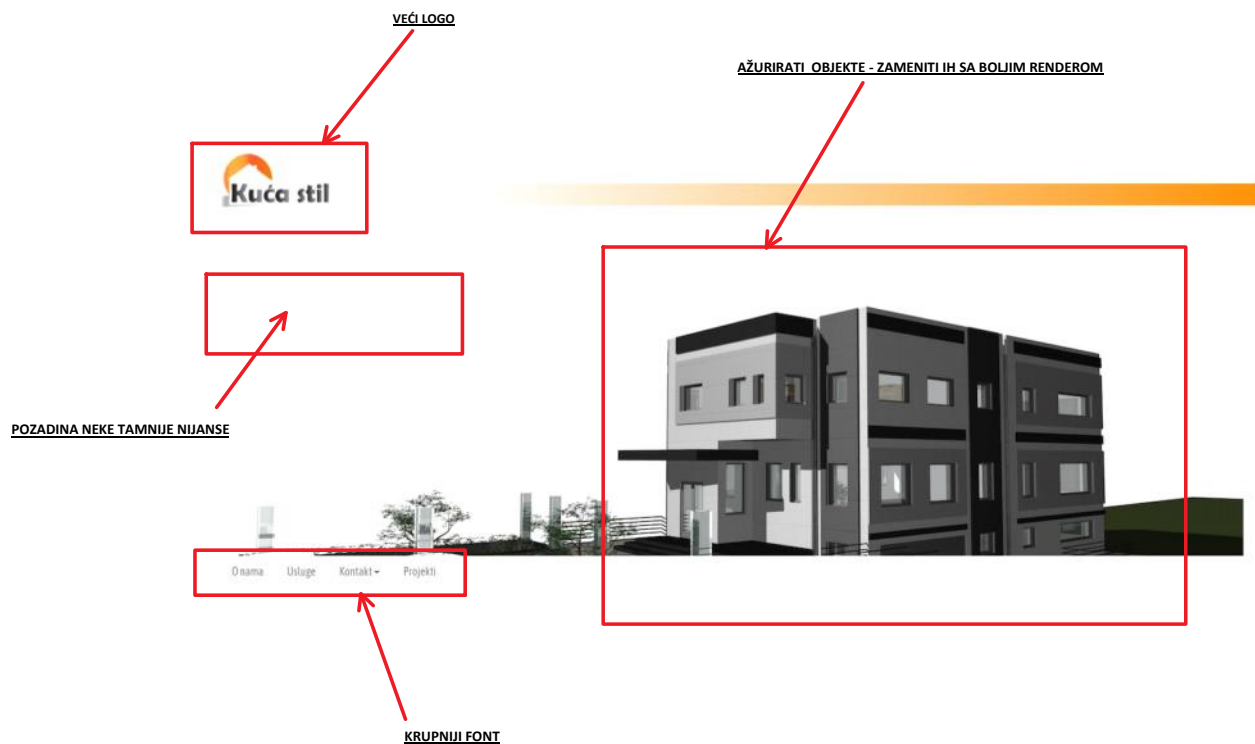 VEĆI LOGO
AŽURIRATI  OBJEKTE - ZAMENITI IH SA BOLJIM RENDEROM
Kuća stil
POZADINA NEKE TAMNIJE NIJANSE
O nama Usluge Kontakt Projekti
KRUPNIJI FONT